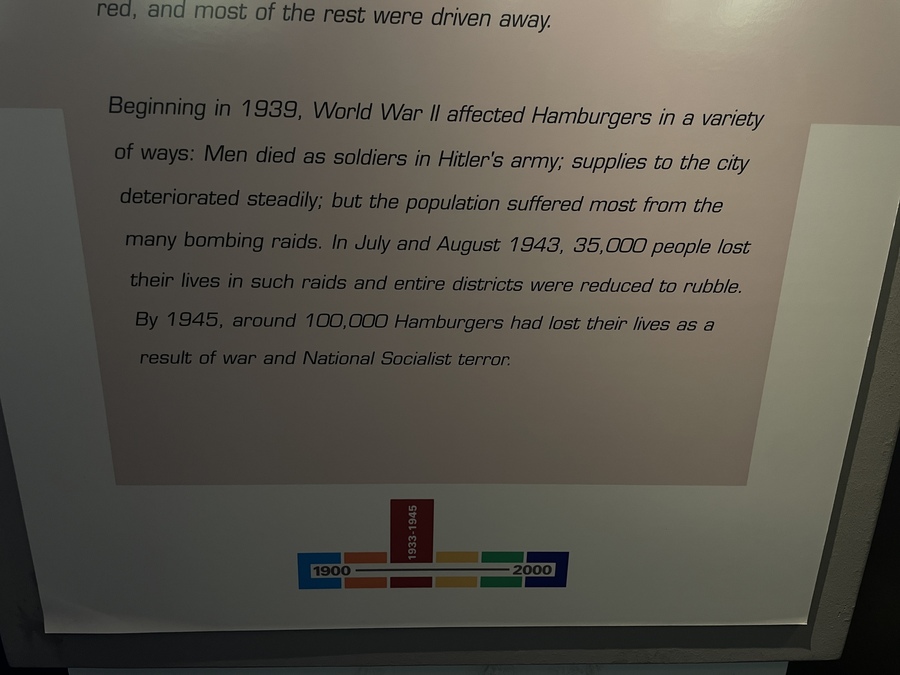 red, and most of the rest were driven away.
Beginning in 1939, World War II affected Hamburgers in a variety
of ways: Men died as soldiers in Hitler's army; supplies to the city
deteriorated steadily; but the population suffered most from the
many bombing raids. In July and August 1943, 35,000 people lost
their lives in such raids and entire districts were reduced to rubble.
By 1945, around 100,000 Hamburgers had lost their lives as a
result of war and National Socialist terror.
1933-1945
1900 2000